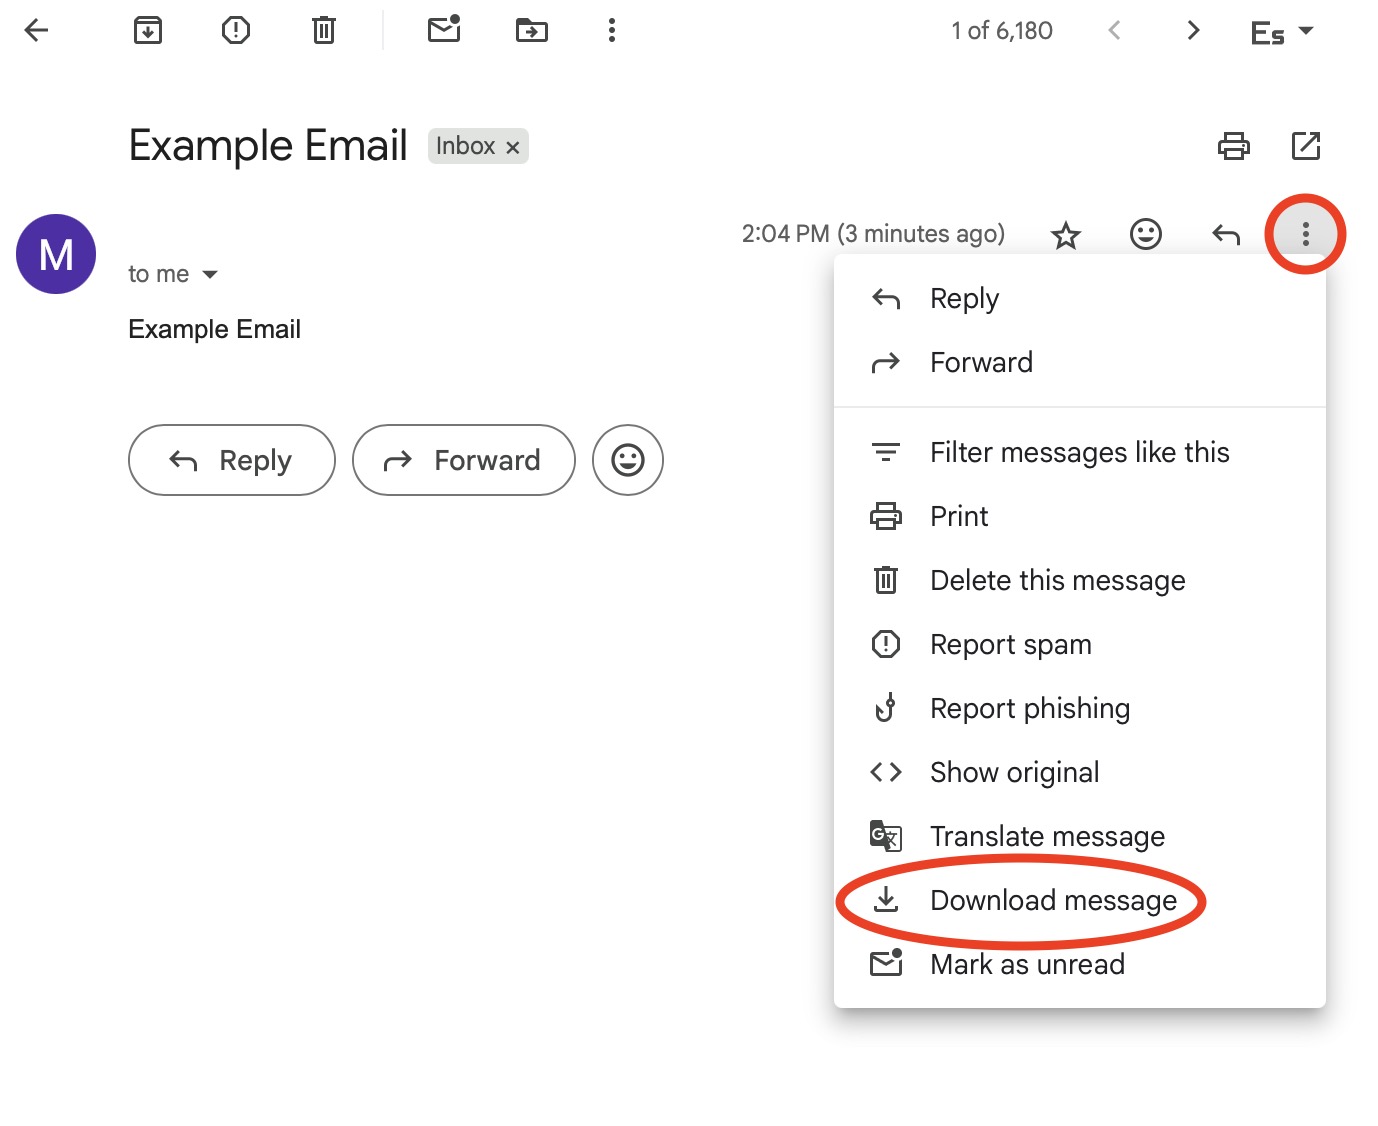 1 of 6,180
Es
Example Email
Inbox ×
2:04 PM (3 minutes ago)
M
to me
Example Email
Reply
Forward
Reply
Forward
Filter messages like this
Print
Delete this message
Report spam
Report phishing
Show original
Translate message
Download message
Mark as unread